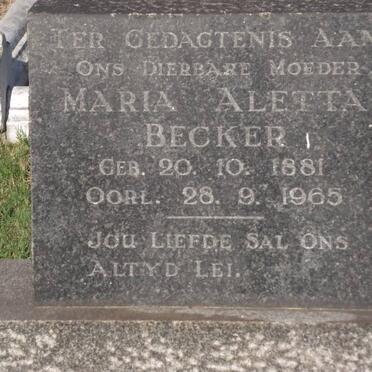 TER GEDAGTENIS AAN
ONS DIERBARE MOEDER
MARIA ALETTA
BECKER
GEB. 20. 10. 1881
OORL. 28. 9. 1965
JOU LIEFDE SAL ONS
ALTYD LEI.